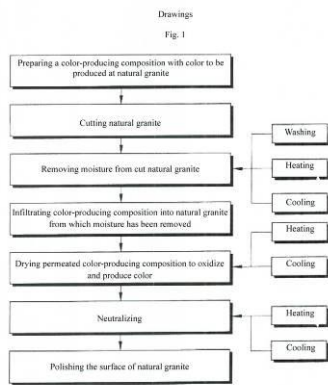 Drawings
Fig. 1
Preparing a color-producing composition with color to be
produced at natural granite
Cutting natural granite
Washing
Removing moisture from cut natural granite
Heating
Cooling
Infiltrating color-producing composition into natural granite
from which moisture has been removed
Heating
Drying permeated color-producing composition to oxidize
and produce color
Cooling
Neutralizing
Heating
Cooling
Polishing the surface of natural granite